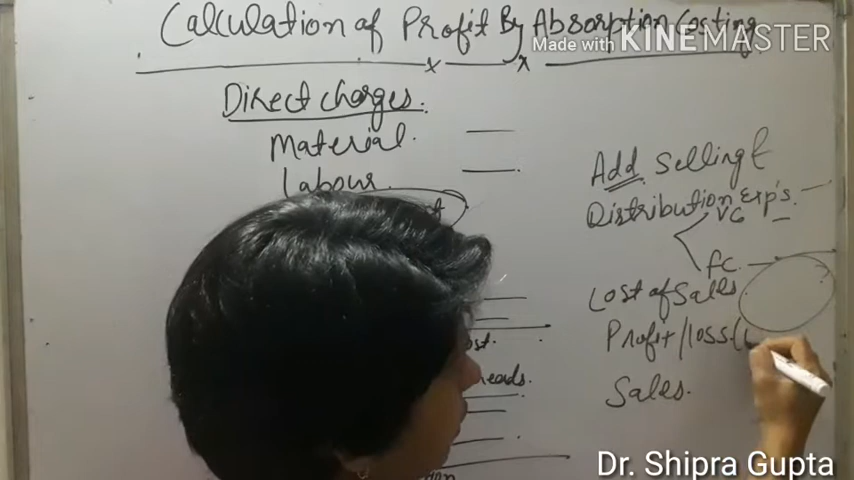 Calculation of Profit By Absorption Costing
Made with KINEMASTER
Direct charges.
Material.
Labour
Add Selling &
Distribution Exp's.
VC
FC
Cost of Sales
Profit/loss (
Sales.
Dr. Shipra Gupta